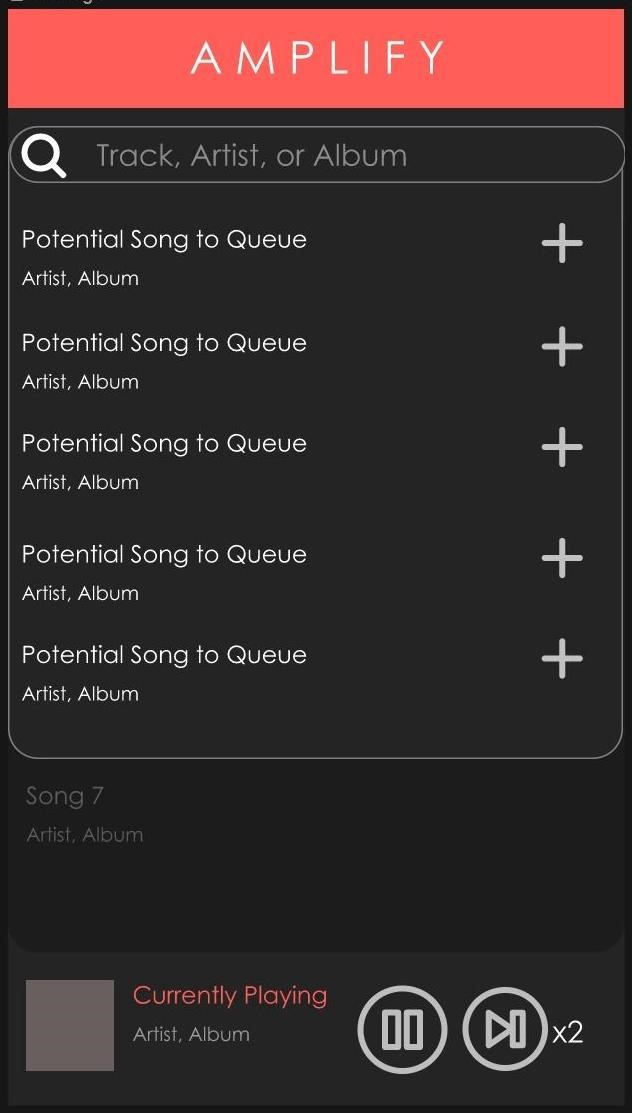 AMPLIFY
Track, Artist, or Album
Potential Song to Queue
Artist, Album
Potential Song to Queue
Artist, Album
Potential Song to Queue
Artist, Album
Potential Song to Queue
Artist, Album
Potential Song to Queue
Artist, Album
Song 7
Artist, Album
Currently Playing
Artist, Album
x2